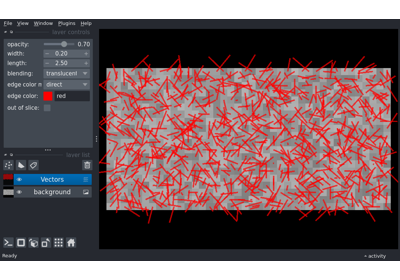 File View Window Plugins Help
layer controls
opacity: 0.70
width: 0.20
length: 2.50
blending: translucent
edge color m direct
edge color: red
out of slice:
layer list
Vectors
background
Ready
activity